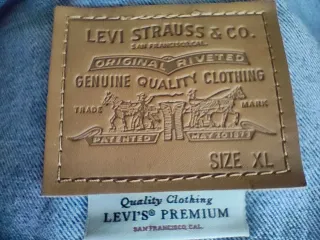 LEVI STRAUSS & CO.
SAN FRANCISCO, CAL.
ORIGINAL RIVETED
GENUINE QUALITY CLOTHING
TRADE MARK
PATENTED MAY 20 1873
SIZE XL
Quality Clothing
LEVI'S® PREMIUM
SAN FRANCISCO, CAL.